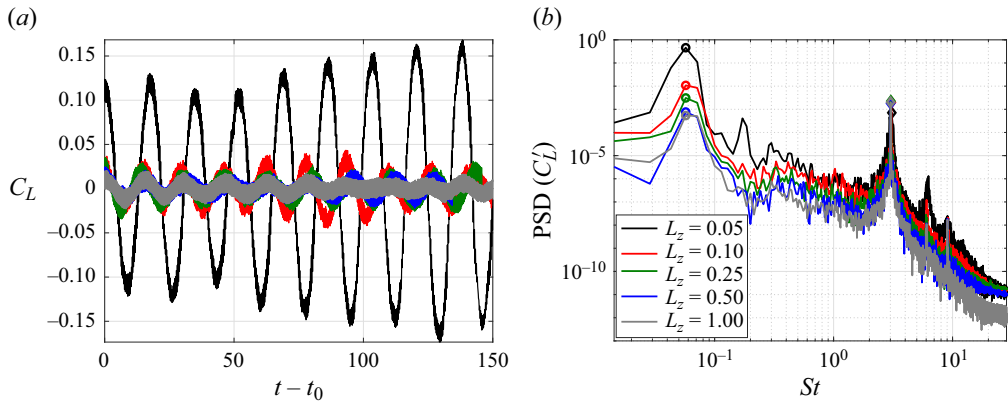 (a)
0.15
0.10
0.05
C_L
0
−0.05
−0.10
−0.15
0
50
100
150
t – t_0
(b)
10^0
10^−5
PSD (C_L′)
10^−10
L_z = 0.05
L_z = 0.10
L_z = 0.25
L_z = 0.50
L_z = 1.00
10^−1
10^0
10^1
St